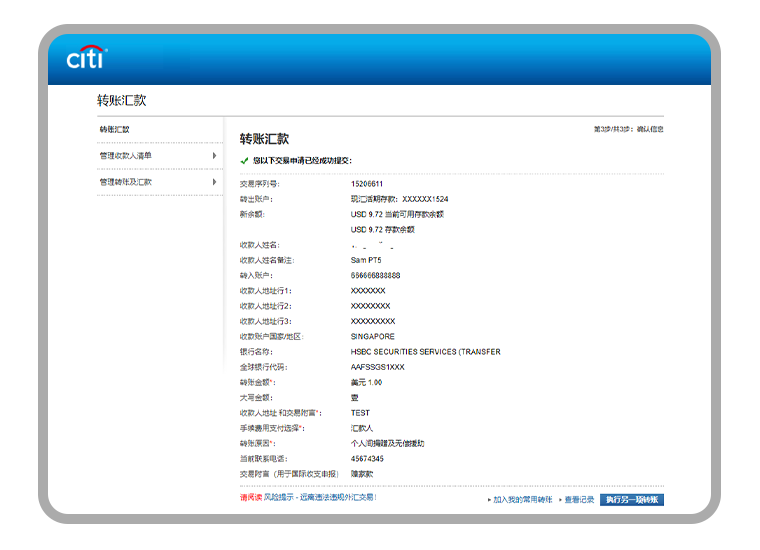 citi
转账汇款
转账汇款
管理收款人清单
管理转账及汇款
第3步/共3步：确认信息
转账汇款
您以下交易申请已经成功提交：
交易序列号: 15206611
转出账户: 现汇活期存款: XXXXXX1524
新余额: USD 9.72 当前可用存款余额
USD 9.72 存款余额
收款人姓名:
收款人姓名备注: Sam PT5
转入账户: 666666888888
收款人地址行1: XXXXXXX
收款人地址行2: XXXXXXXX
收款人地址行3: XXXXXXXXX
收款账户国家/地区: SINGAPORE
银行名称: HSBC SECURITIES SERVICES (TRANSFER
全球银行代码: AAFSSGS1XXX
转账金额*: 美元 1.00
大写金额: 壹
收款人地址 和交易附言*: TEST
手续费用支付选择*: 汇款人
转账原因*: 个人间捐赠及无偿援助
当前联系电话: 45674345
交易附言（用于国际收支申报） 赡家款
请阅读 风险提示 - 远离违法违规外汇交易！
加入我的常用转账 查看记录 执行另一项转账